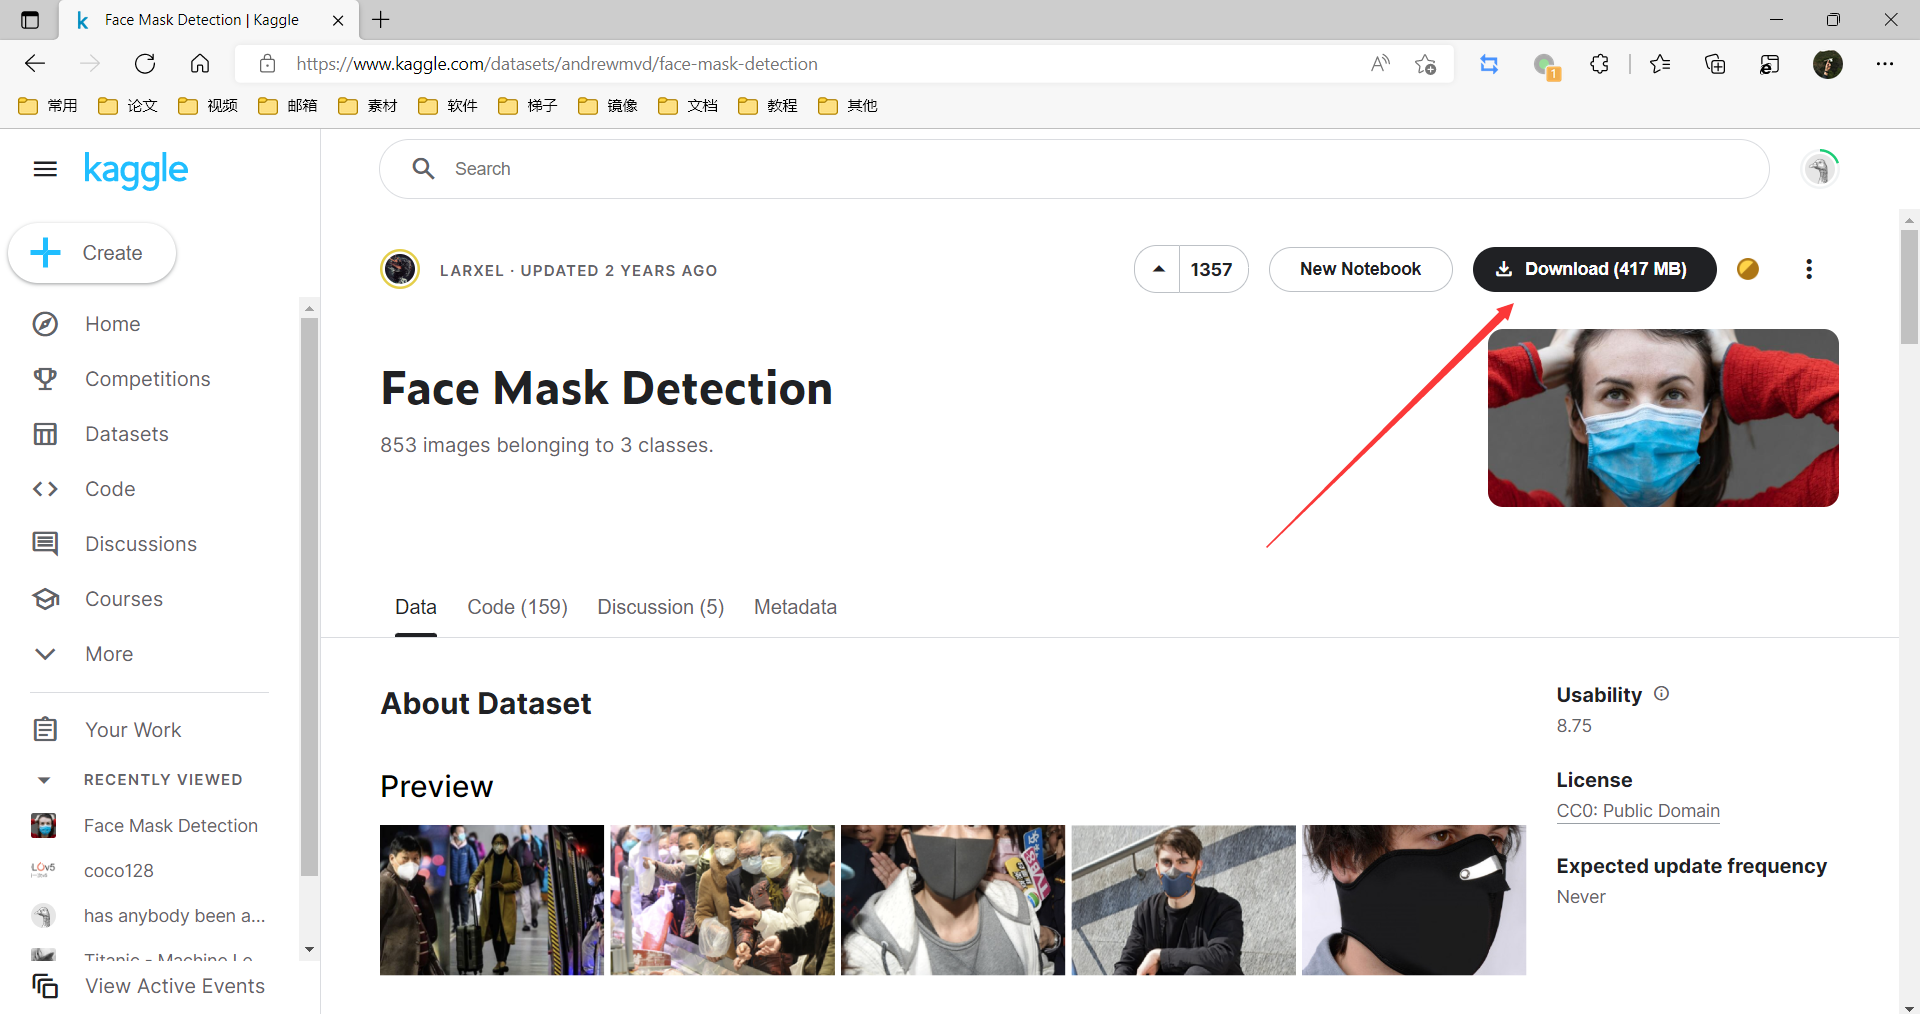 Face Mask Detection | Kaggle
https://www.kaggle.com/datasets/andrewmvd/face-mask-detection
1
常用 论文 视频 邮箱 素材 软件 梯子 镜像 文档 教程 其他
kaggle
Search
Create
Home
Competitions
Datasets
Code
Discussions
Courses
More
Your Work
RECENTLY VIEWED
Face Mask Detection
coco128
has anybody been a...
Titanic - Machine Le...
View Active Events
LARXEL · UPDATED 2 YEARS AGO
1357
New Notebook
Download (417 MB)
Face Mask Detection
853 images belonging to 3 classes.
Data
Code (159)
Discussion (5)
Metadata
About Dataset
Preview
Usability
8.75
License
CC0: Public Domain
Expected update frequency
Never